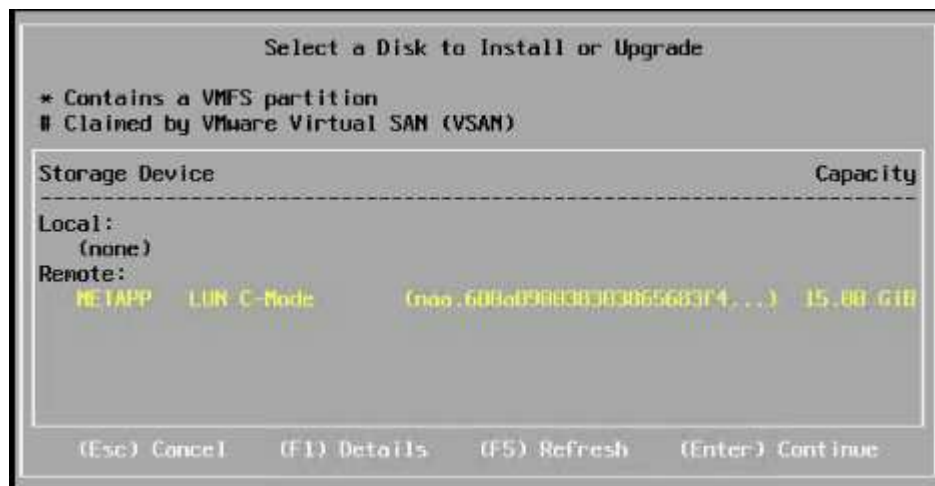 Select a Disk to Install or Upgrade
* Contains a VMFS partition
# Claimed by VMware Virtual SAN (VSAN)
Storage Device Capacity
Local:
(none)
Remote:
NETAPP LUN C-Mode 15.00 GiB
(Esc) Cancel (F1) Details (F5) Refresh (Enter) Continue